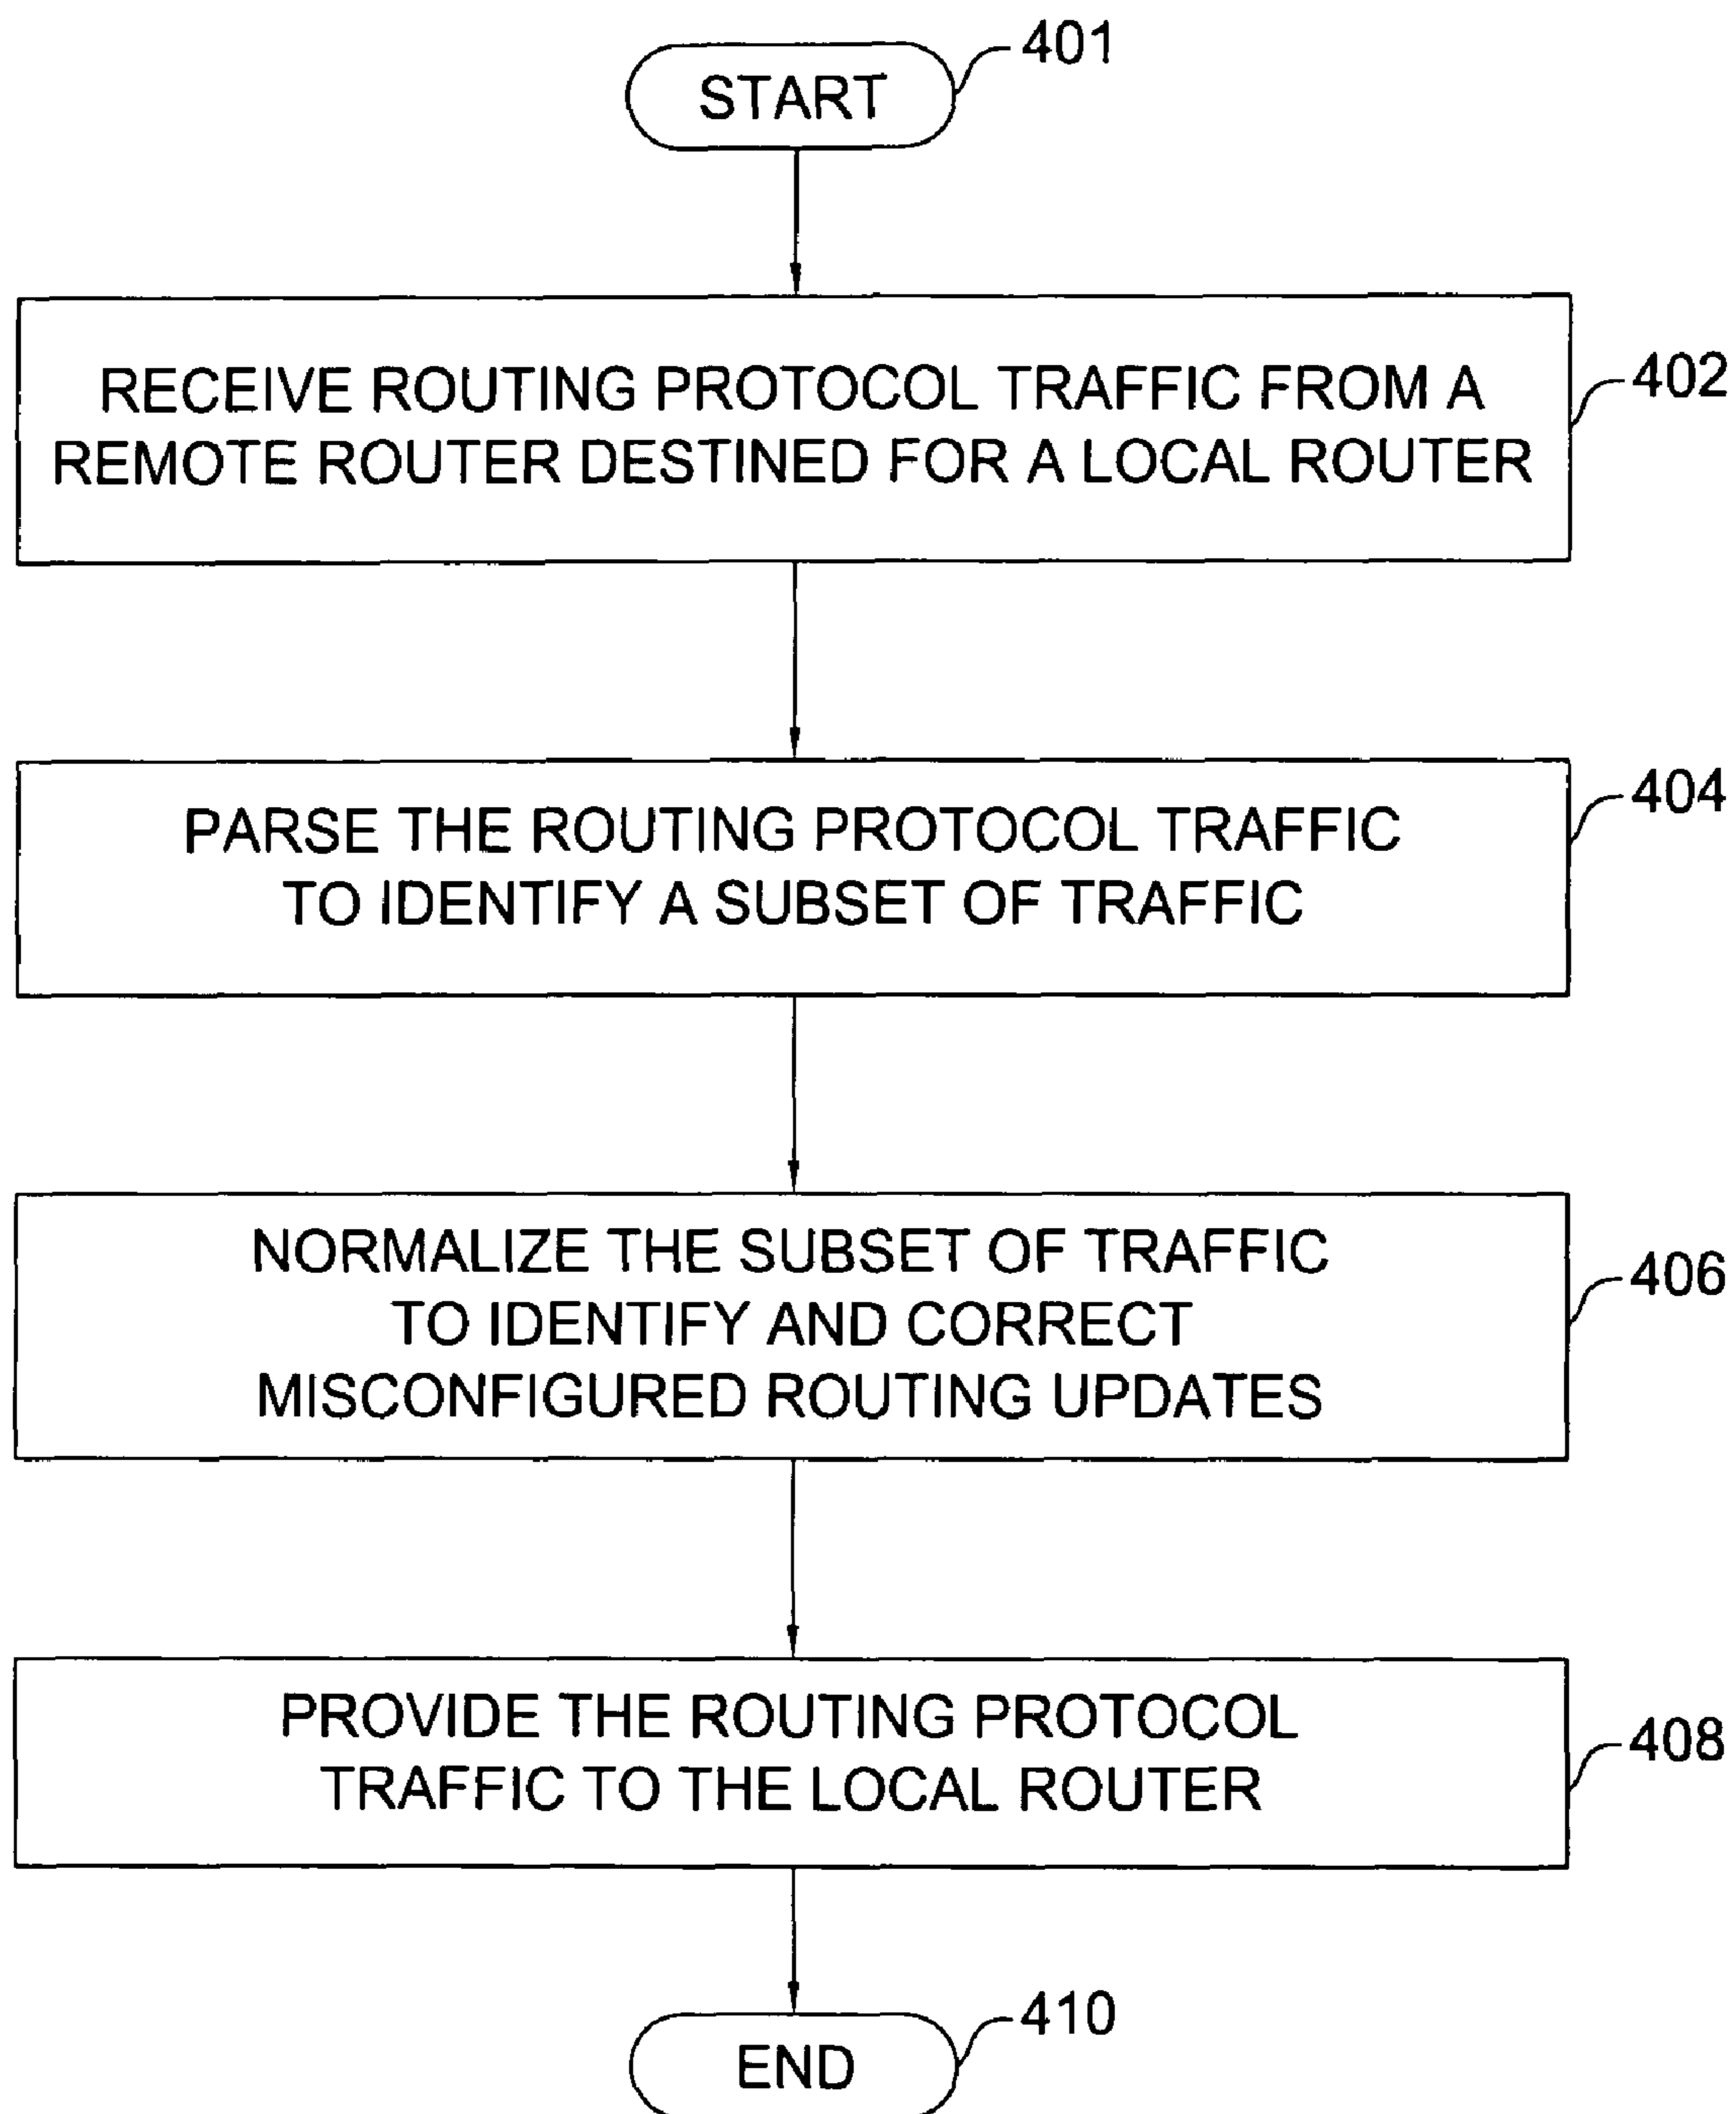 401
START
402
RECEIVE ROUTING PROTOCOL TRAFFIC FROM A
REMOTE ROUTER DESTINED FOR A LOCAL ROUTER
404
PARSE THE ROUTING PROTOCOL TRAFFIC
TO IDENTIFY A SUBSET OF TRAFFIC
406
NORMALIZE THE SUBSET OF TRAFFIC
TO IDENTIFY AND CORRECT
MISCONFIGURED ROUTING UPDATES
408
PROVIDE THE ROUTING PROTOCOL
TRAFFIC TO THE LOCAL ROUTER
410
END